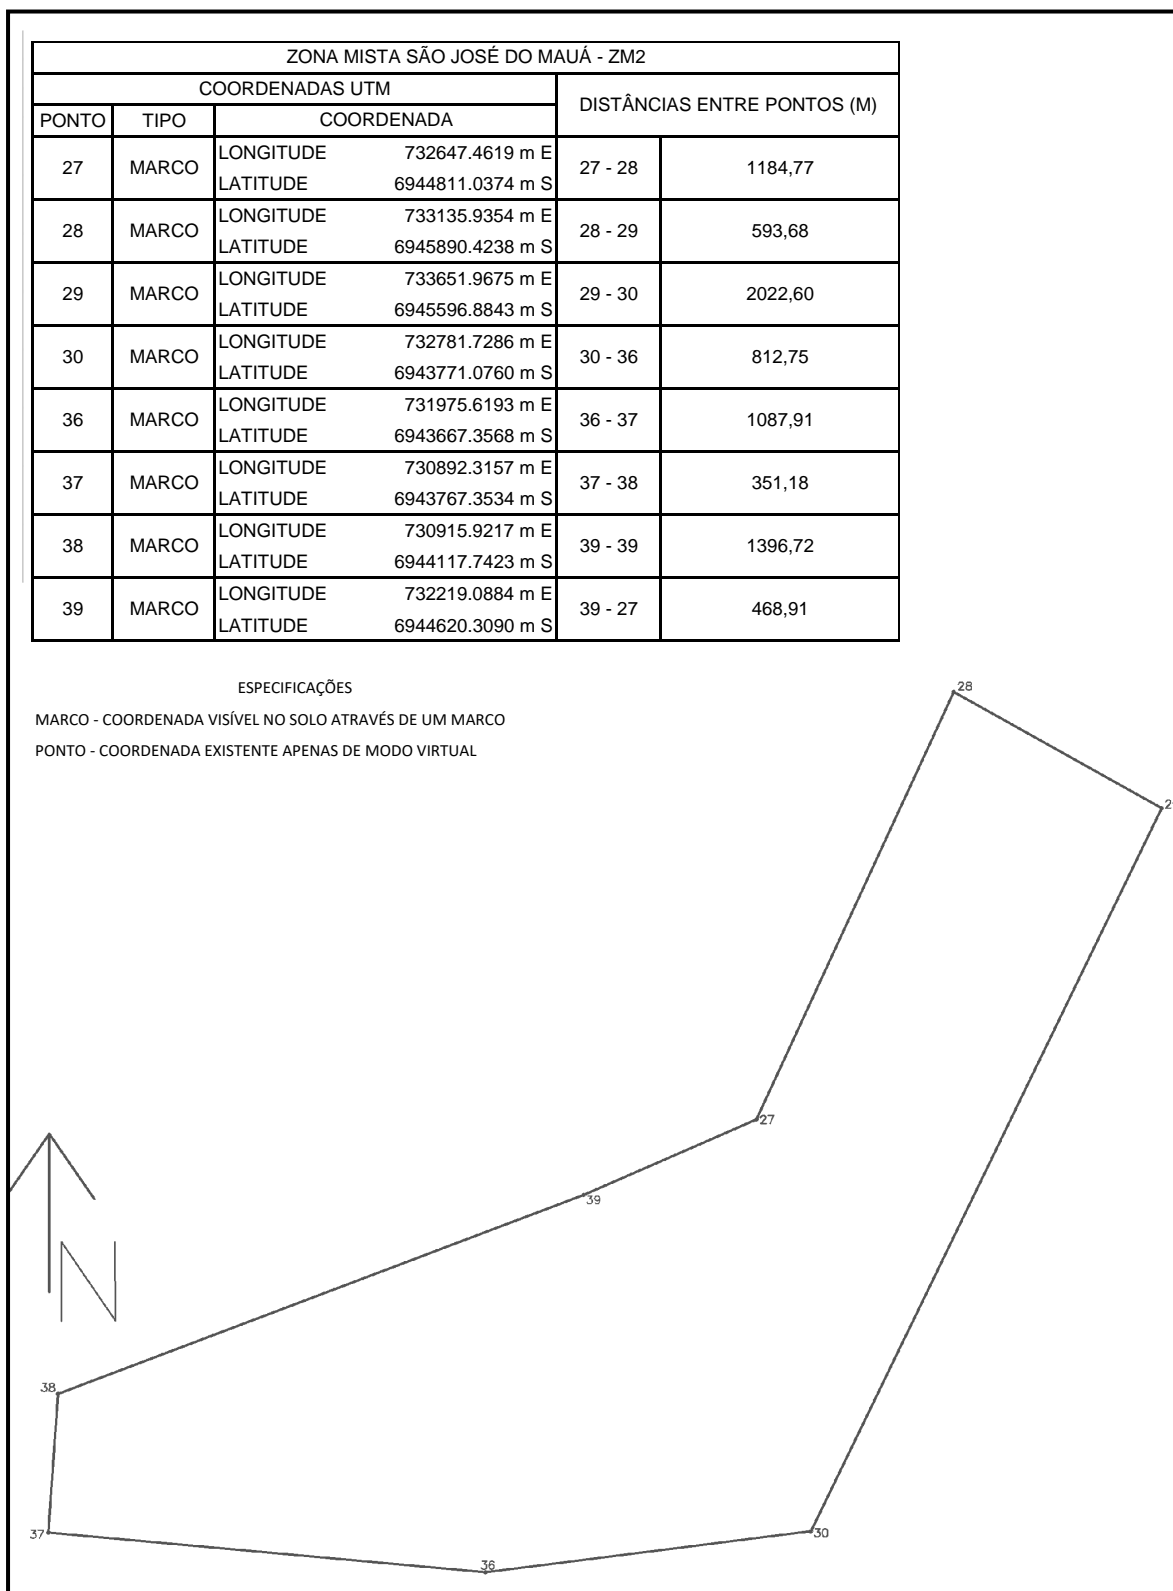 ZONA MISTA SÃO JOSÉ DO MAUÁ - ZM2
COORDENADAS UTM
DISTÂNCIAS ENTRE PONTOS (M)
PONTO TIPO COORDENADA
27 MARCO LONGITUDE 732647.4619 m E 27 - 28 1184,77
LATITUDE 6944811.0374 m S
28 MARCO LONGITUDE 733135.9354 m E 28 - 29 593,68
LATITUDE 6945890.4238 m S
29 MARCO LONGITUDE 733651.9675 m E 29 - 30 2022,60
LATITUDE 6945596.8843 m S
30 MARCO LONGITUDE 732781.7286 m E 30 - 36 812,75
LATITUDE 6943771.0760 m S
36 MARCO LONGITUDE 731975.6193 m E 36 - 37 1087,91
LATITUDE 6943667.3568 m S
37 MARCO LONGITUDE 730892.3157 m E 37 - 38 351,18
LATITUDE 6943767.3534 m S
38 MARCO LONGITUDE 730915.9217 m E 39 - 39 1396,72
LATITUDE 6944117.7423 m S
39 MARCO LONGITUDE 732219.0884 m E 39 - 27 468,91
LATITUDE 6944620.3090 m S
ESPECIFICAÇÕES
MARCO - COORDENADA VISÍVEL NO SOLO ATRAVÉS DE UM MARCO
PONTO - COORDENADA EXISTENTE APENAS DE MODO VIRTUAL
28
27
39
N
38
37
30
36